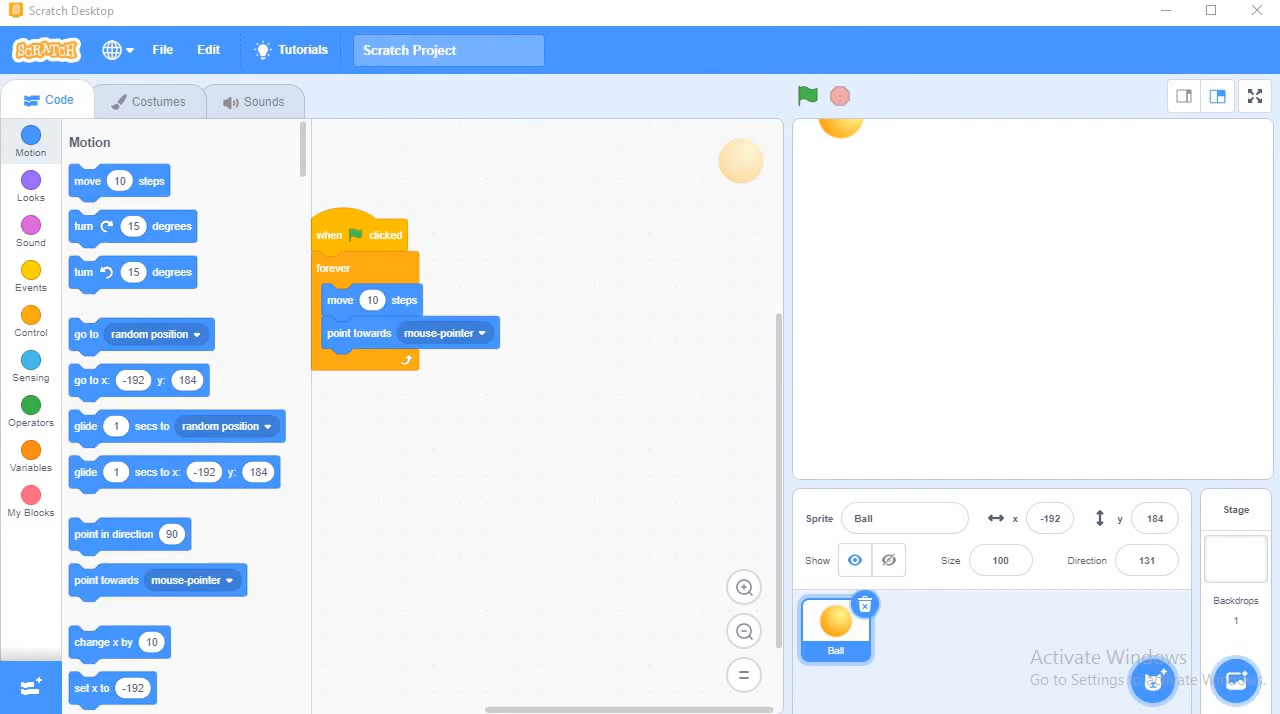 Scratch Desktop
SCRATCH File Edit Tutorials Scratch Project
Code Costumes Sounds
Motion
Looks
Sound
Events
Control
Sensing
Operators
Variables
My Blocks
Motion
move 10 steps
turn 15 degrees
turn 15 degrees
go to random position
go to x: -192 y: 184
glide 1 secs to random position
glide 1 secs to x: -192 y: 184
point in direction 90
point towards mouse-pointer
change x by 10
set x to -192
when clicked
forever
move 10 steps
point towards mouse-pointer
Sprite Ball x -192 y 184
Show Size 100 Direction 131
Ball
Stage
Backdrops
1
Activate Windows
Go to Settings to activate Windows.